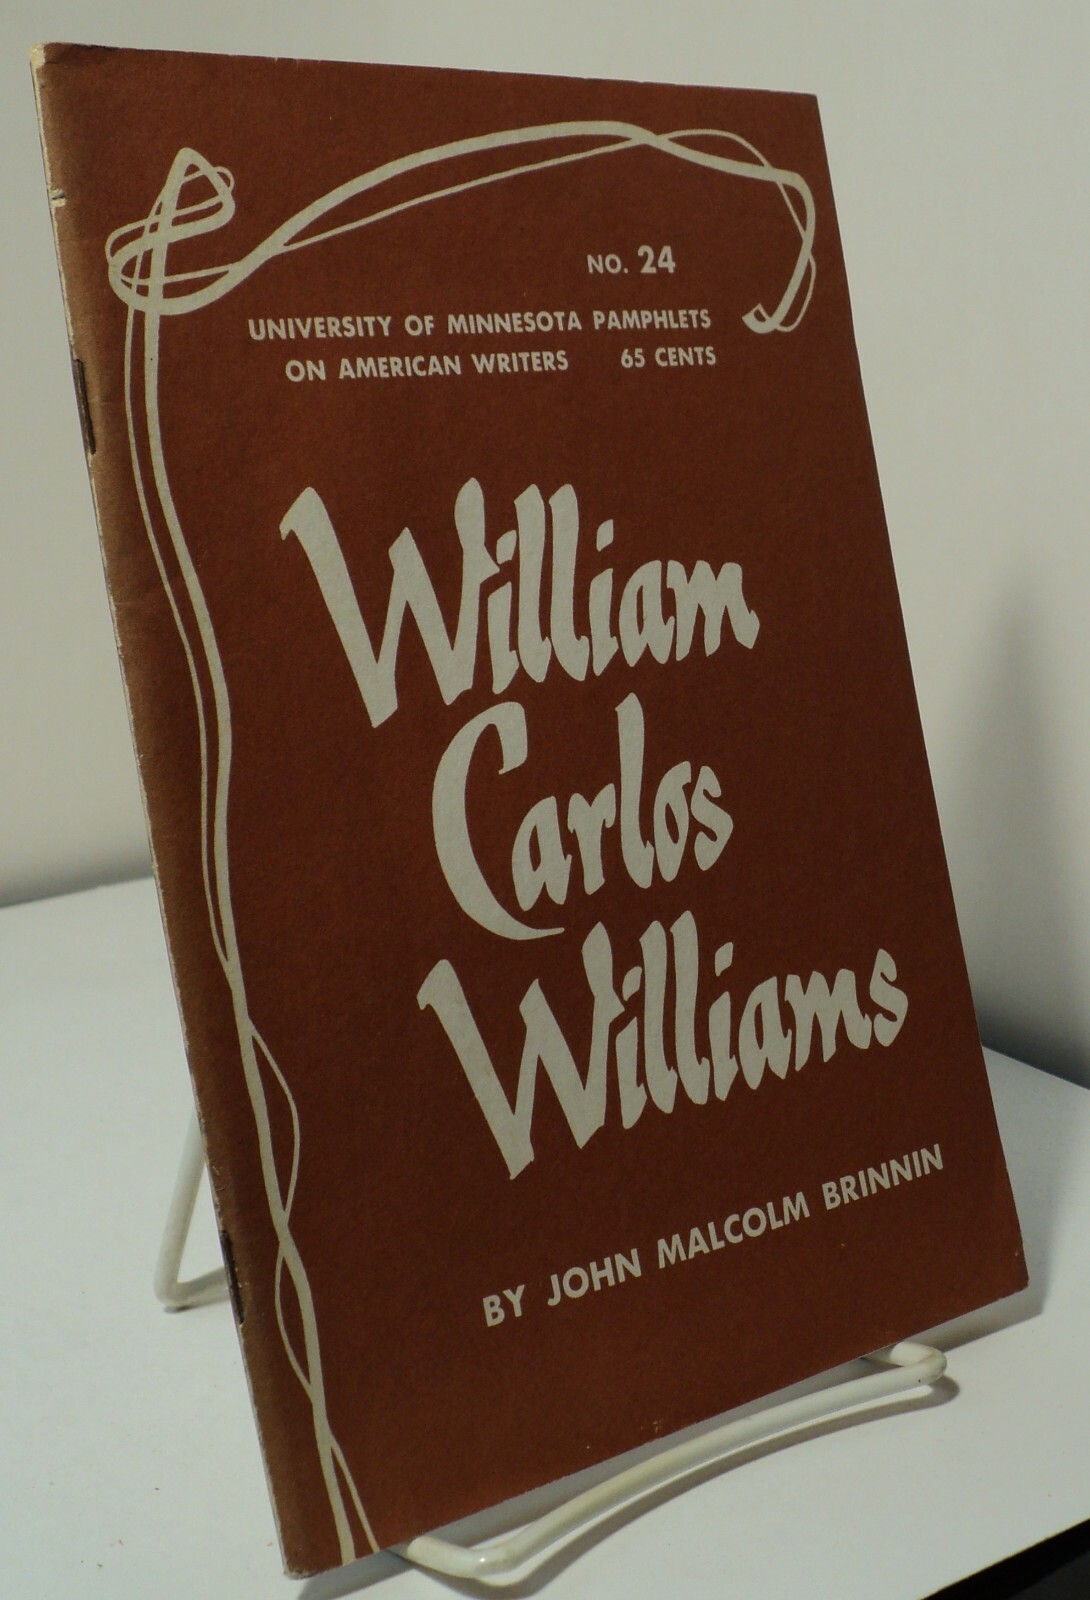 NO. 24
UNIVERSITY OF MINNESOTA PAMPHLETS
ON AMERICAN WRITERS 65 CENTS
William
Carlos
Williams
BY JOHN MALCOLM BRINNIN